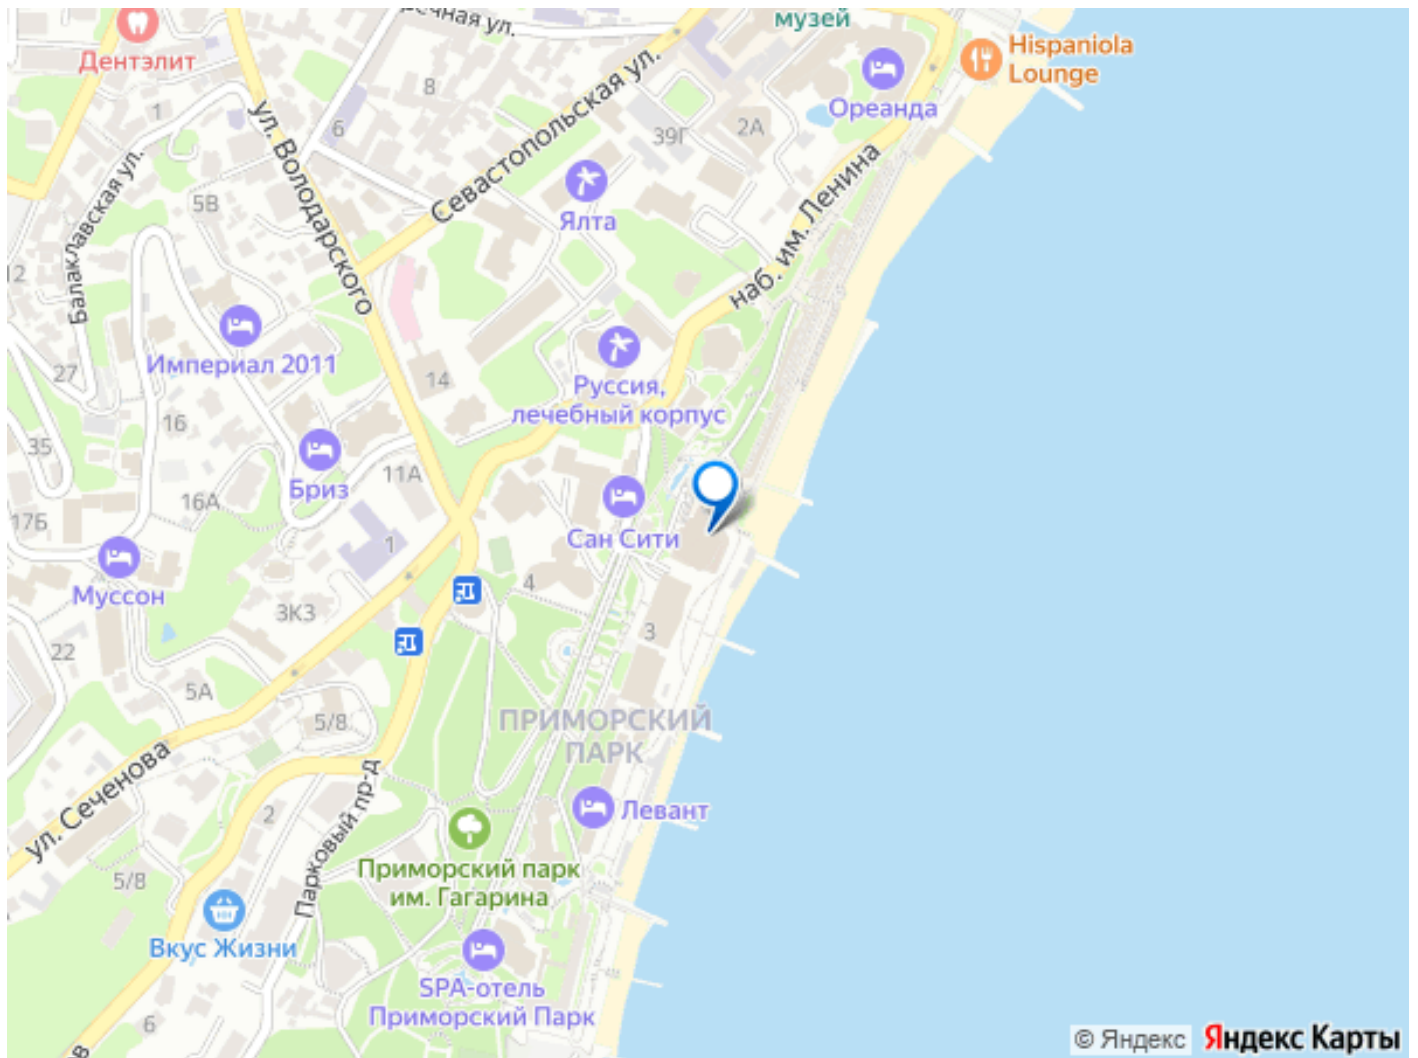 музей
Дентэлит
Hispaniola
Lounge
8
1
6
Ореанда
39Г
2А
ул. Володарского
Севастопольская ул.
Балаклавская ул.
5В
Ялта
наб. им. Ленина
12
Империал 2011
27
14
Руссия,
лечебный корпус
16
35
11А
Бриз
16А
17Б
Сан Сити
1
Муссон
4
3К3
3
22
5А
5/8
ПРИМОРСКИЙ
ПАРК
ул. Сеченова
Парковый пр-д
2
Левант
Приморский парк
им. Гагарина
5/8
Вкус Жизни
SPA-отель
Приморский Парк
6
© Яндекс Яндекс Карты